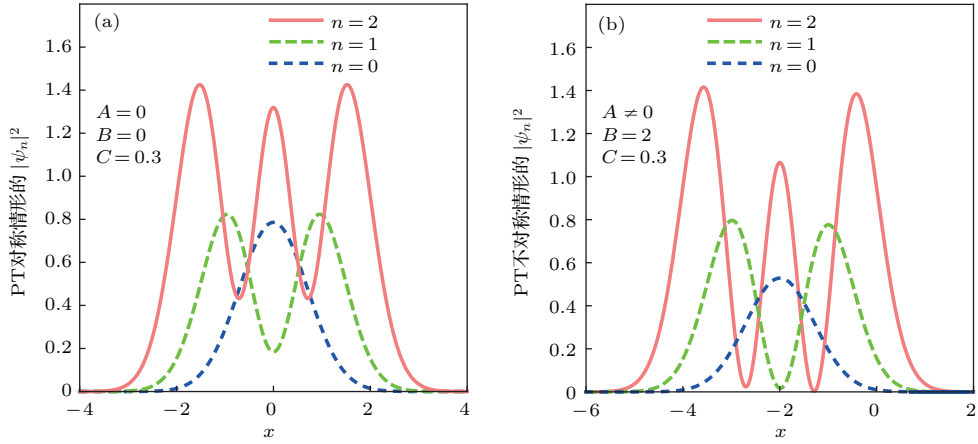 (a)
n = 2
n = 1
n = 0
A = 0
B = 0
C = 0.3
PT对称情形的 |ψn|²
1.6
1.4
1.2
1.0
0.8
0.6
0.4
0.2
0
−4
−2
0
2
4
x
(b)
n = 2
n = 1
n = 0
A ≠ 0
B = 2
C = 0.3
PT不对称情形的 |ψn|²
1.6
1.4
1.2
1.0
0.8
0.6
0.4
0.2
0
−6
−4
−2
0
2
x